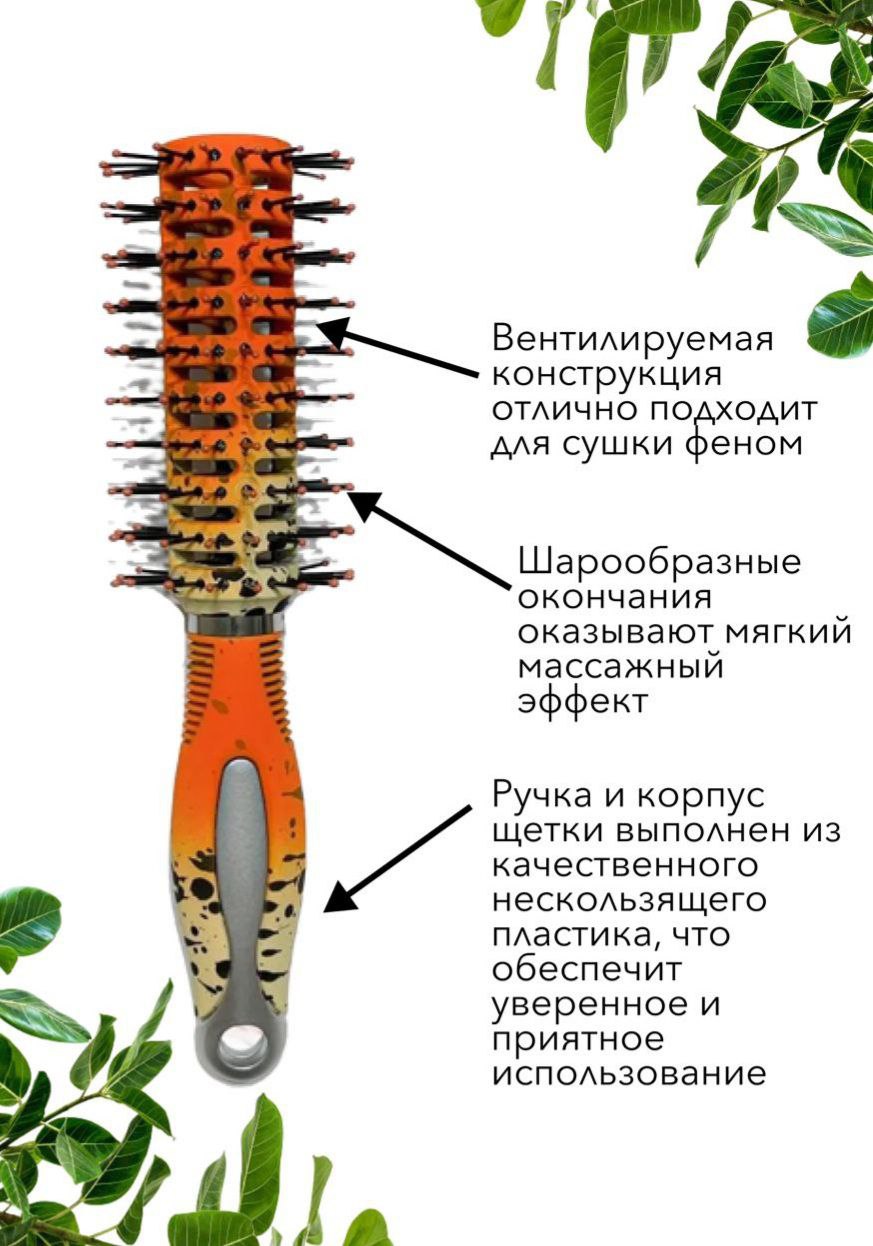 Вентилируемая
конструкция
отлично подходит
для сушки феном
Шарообразные
окончания
оказывают мягкий
массажный
эффект
Ручка и корпус
щетки выполнен из
качественного
нескользящего
пластика, что
обеспечит
уверенное и
приятное
использование